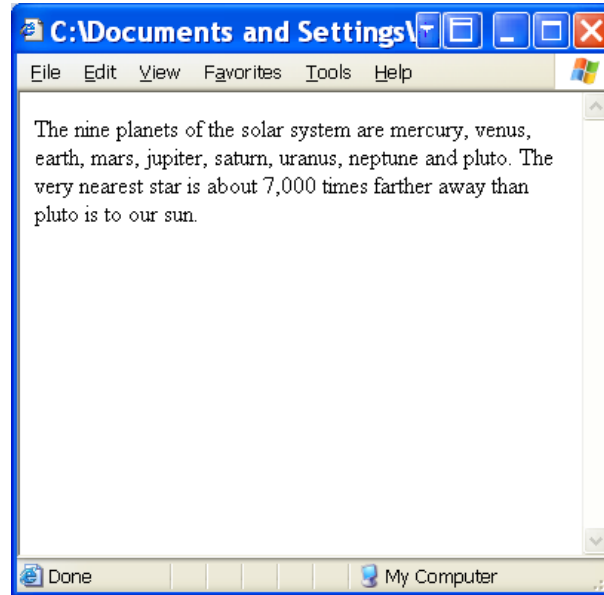 C:\Documents and Settings\
File Edit View Favorites Tools Help
The nine planets of the solar system are mercury, venus,
earth, mars, jupiter, saturn, uranus, neptune and pluto. The
very nearest star is about 7,000 times farther away than
pluto is to our sun.
Done My Computer